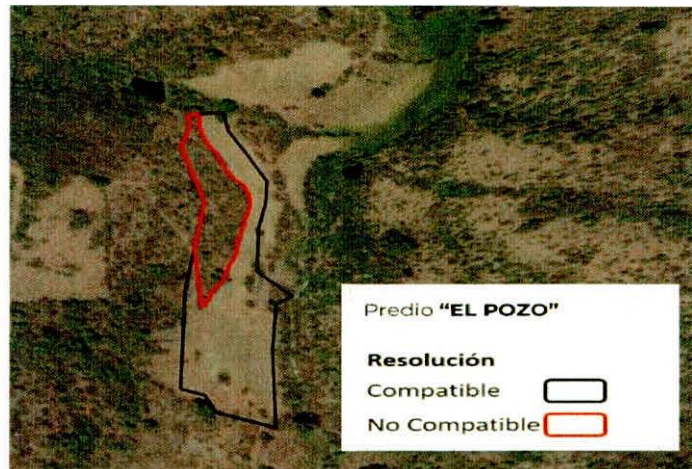 Predio “EL POZO”
Resolución
Compatible
No Compatible